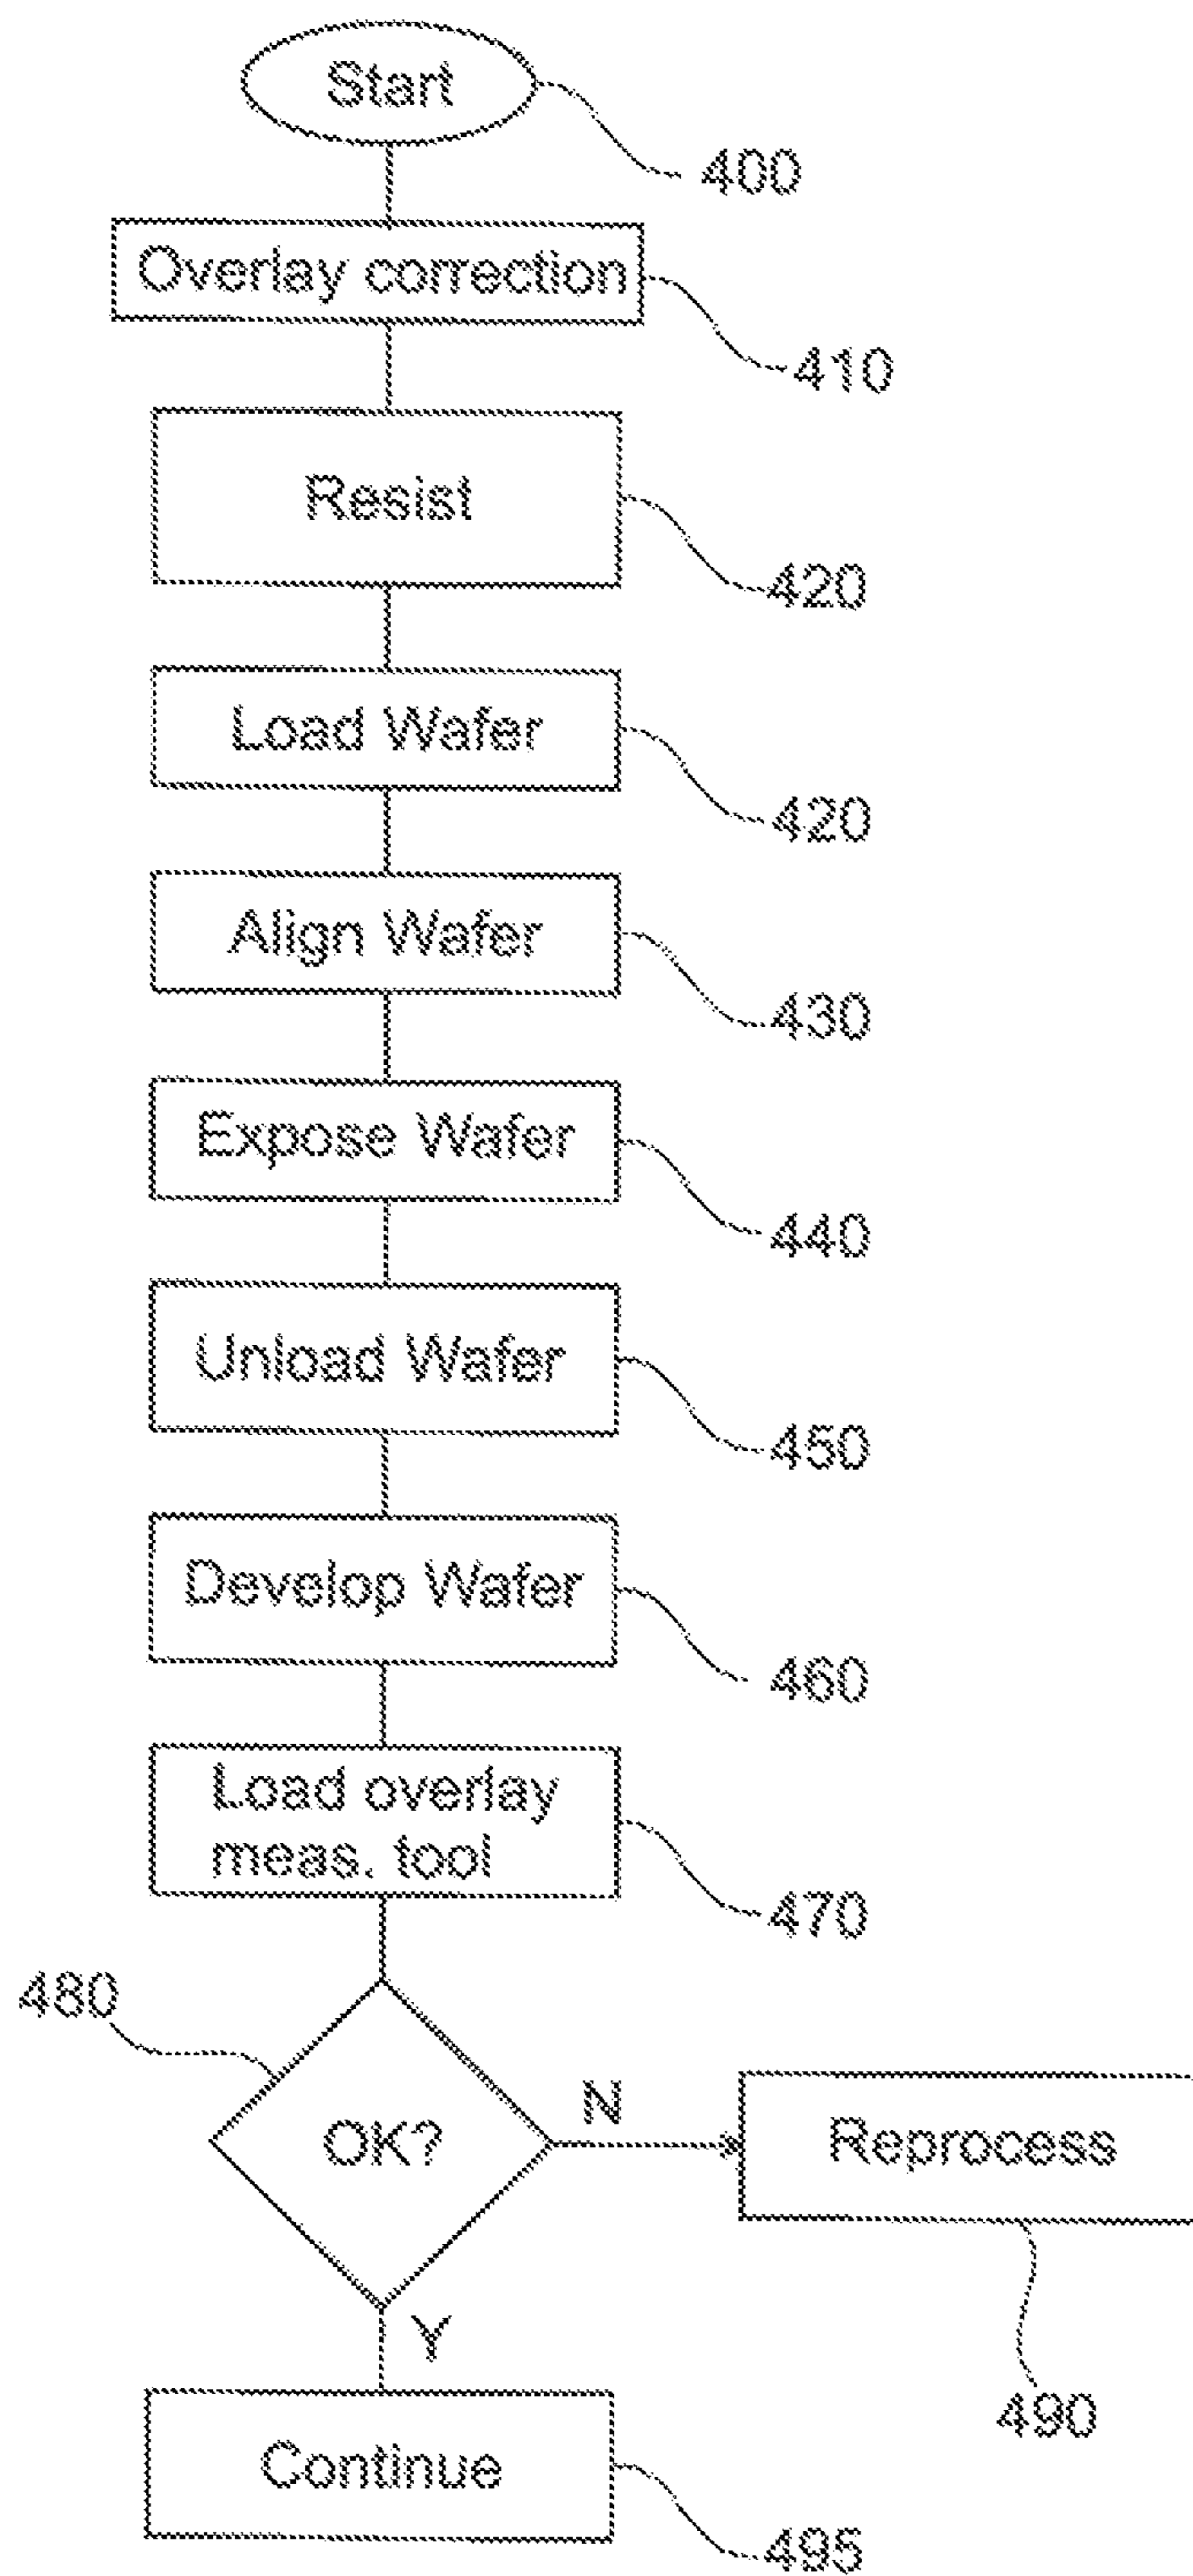 Start
400
Overlay correction
410
Resist
420
Load Wafer
420
Align Wafer
430
Expose Wafer
440
Unload Wafer
450
Develop Wafer
460
Load overlay
meas. tool
470
480
OK?
N
Reprocess
490
Y
Continue
495